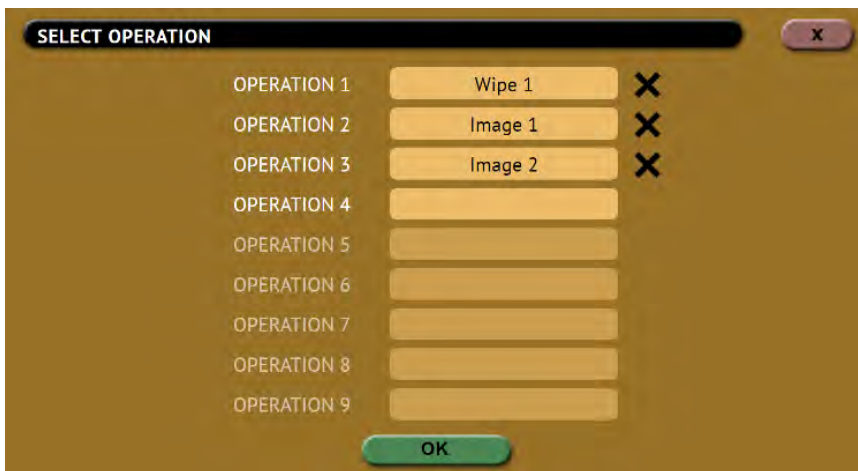 SELECT OPERATION X
OPERATION 1 Wipe 1
OPERATION 2 Image 1
OPERATION 3 Image 2
OPERATION 4
OPERATION 5
OPERATION 6
OPERATION 7
OPERATION 8
OPERATION 9
OK